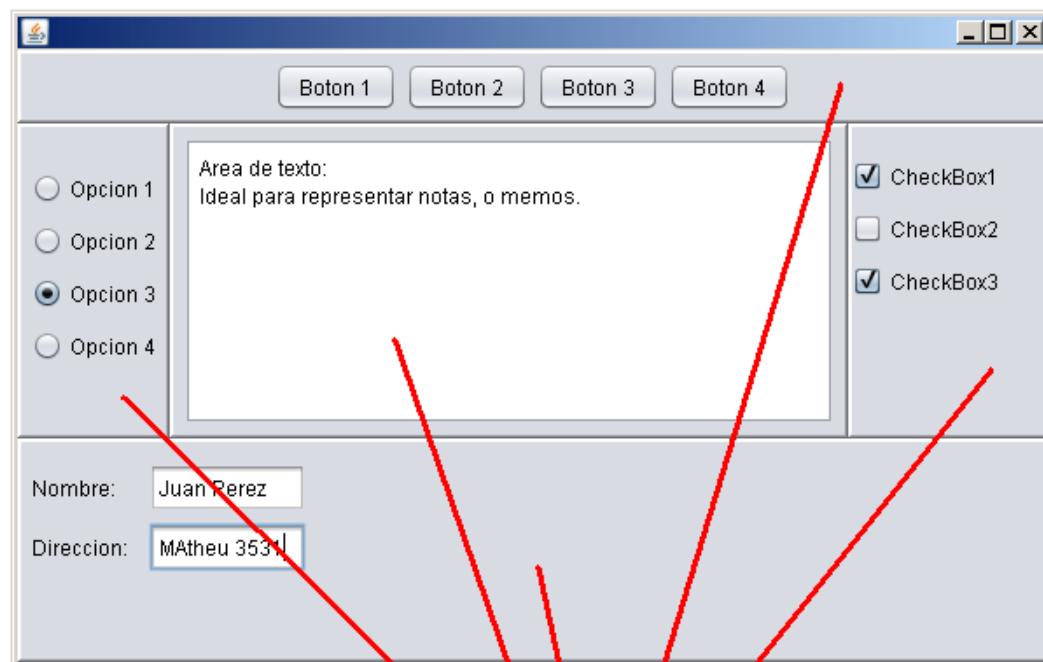 Boton 1 Boton 2 Boton 3 Boton 4
Opcion 1
Opcion 2
Opcion 3
Opcion 4
Area de texto:
Ideal para representar notas, o memos.
CheckBox1
CheckBox2
CheckBox3
Nombre: Juan Perez
Direccion: MAtheu 3531